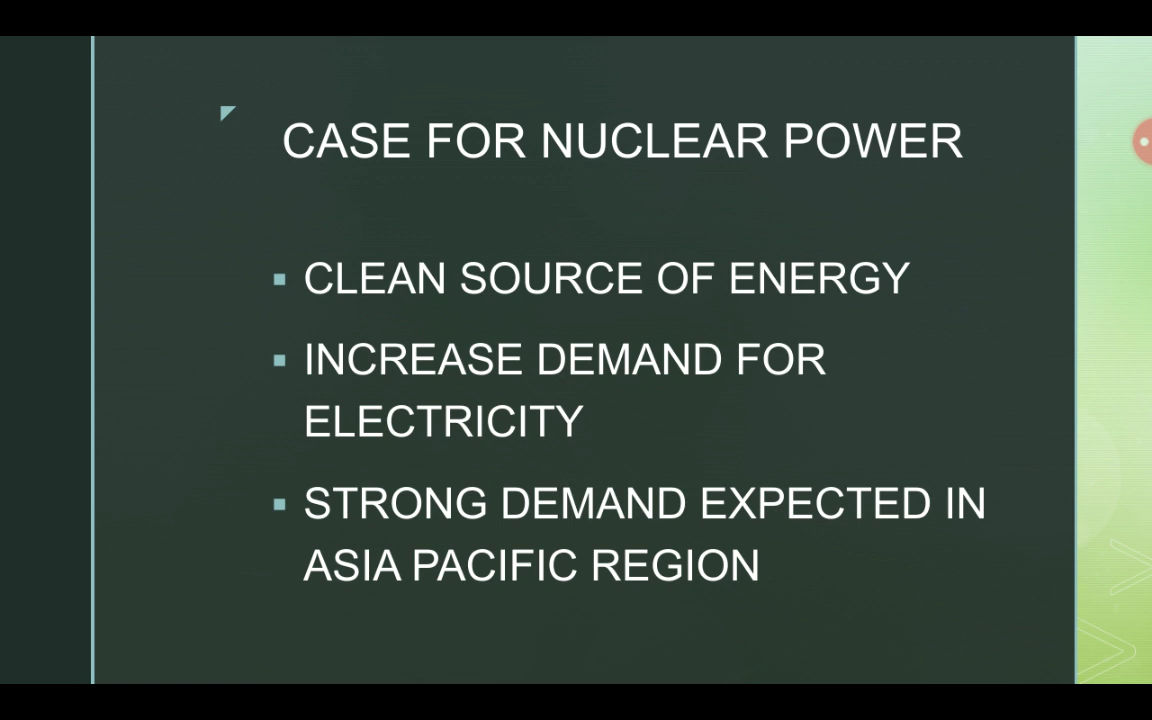 CASE FOR NUCLEAR POWER
CLEAN SOURCE OF ENERGY
INCREASE DEMAND FOR
ELECTRICITY
STRONG DEMAND EXPECTED IN
ASIA PACIFIC REGION